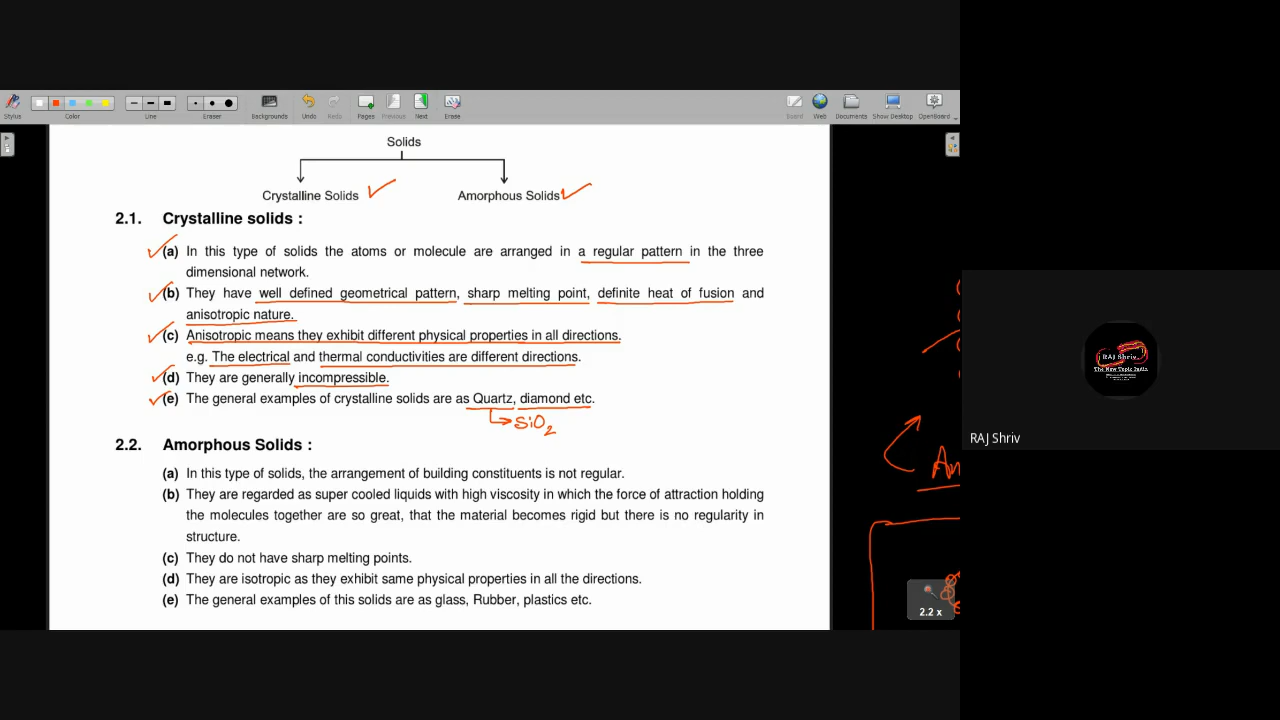 Stylus
Color
Line
Eraser
Backgrounds
Undo
Redo
Pages
Previous
Next
Erase
Board
Web
Documents
Show Desktop
OpenBoard
Solids
Crystalline Solids
Amorphous Solids
2.1. Crystalline solids :
(a) In this type of solids the atoms or molecule are arranged in a regular pattern in the three
dimensional network.
(b) They have well defined geometrical pattern, sharp melting point, definite heat of fusion and
anisotropic nature.
(c) Anisotropic means they exhibit different physical properties in all directions.
e.g. The electrical and thermal conductivities are different directions.
(d) They are generally incompressible.
(e) The general examples of crystalline solids are as Quartz, diamond etc.
SiO2
2.2. Amorphous Solids :
(a) In this type of solids, the arrangement of building constituents is not regular.
(b) They are regarded as super cooled liquids with high viscosity in which the force of attraction holding
the molecules together are so great, that the material becomes rigid but there is no regularity in
structure.
(c) They do not have sharp melting points.
(d) They are isotropic as they exhibit same physical properties in all the directions.
(e) The general examples of this solids are as glass, Rubber, plastics etc.
2.2 x
RAJ Shriv
The New Topic India
RAJ Shriv